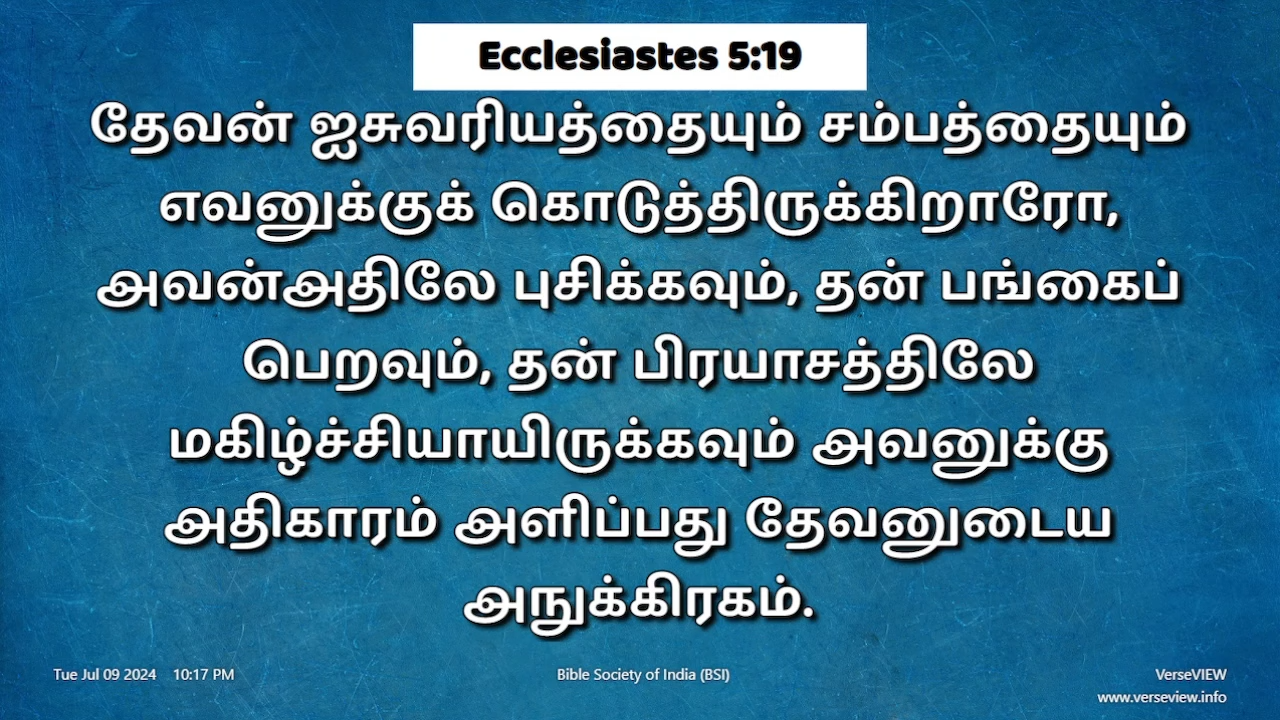 Ecclesiastes 5:19
தேவன் ஐசுவரியத்தையும் சம்பத்தையும்
எவனுக்குக் கொடுத்திருக்கிறாரோ,
அவன்அதிலே புசிக்கவும், தன் பங்கைப்
பெறவும், தன் பிரயாசத்திலே
மகிழ்ச்சியாயிருக்கவும் அவனுக்கு
அதிகாரம் அளிப்பது தேவனுடைய
அநுக்கிரகம்.
Tue Jul 09 2024 10:17 PM Bible Society of India (BSI) VerseVIEW
www.verseview.info